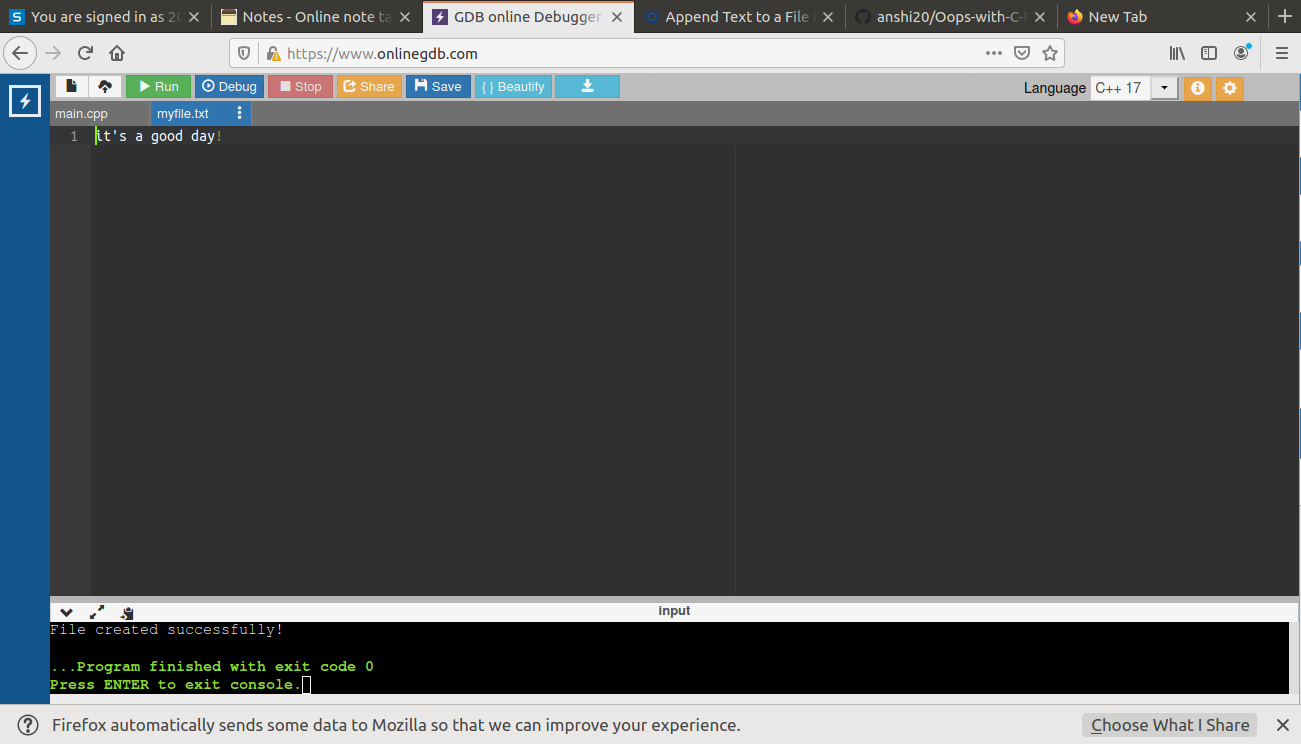 You are signed in as 20
Notes - Online note ta
GDB online Debugger
Append Text to a File
anshi20/Oops-with-C-
New Tab
https://www.onlinegdb.com
Run
Debug
Stop
Share
Save
{ } Beautify
Language C++ 17
main.cpp
myfile.txt
1 it's a good day!
input
File created successfully!
...Program finished with exit code 0
Press ENTER to exit console.
Firefox automatically sends some data to Mozilla so that we can improve your experience.
Choose What I Share